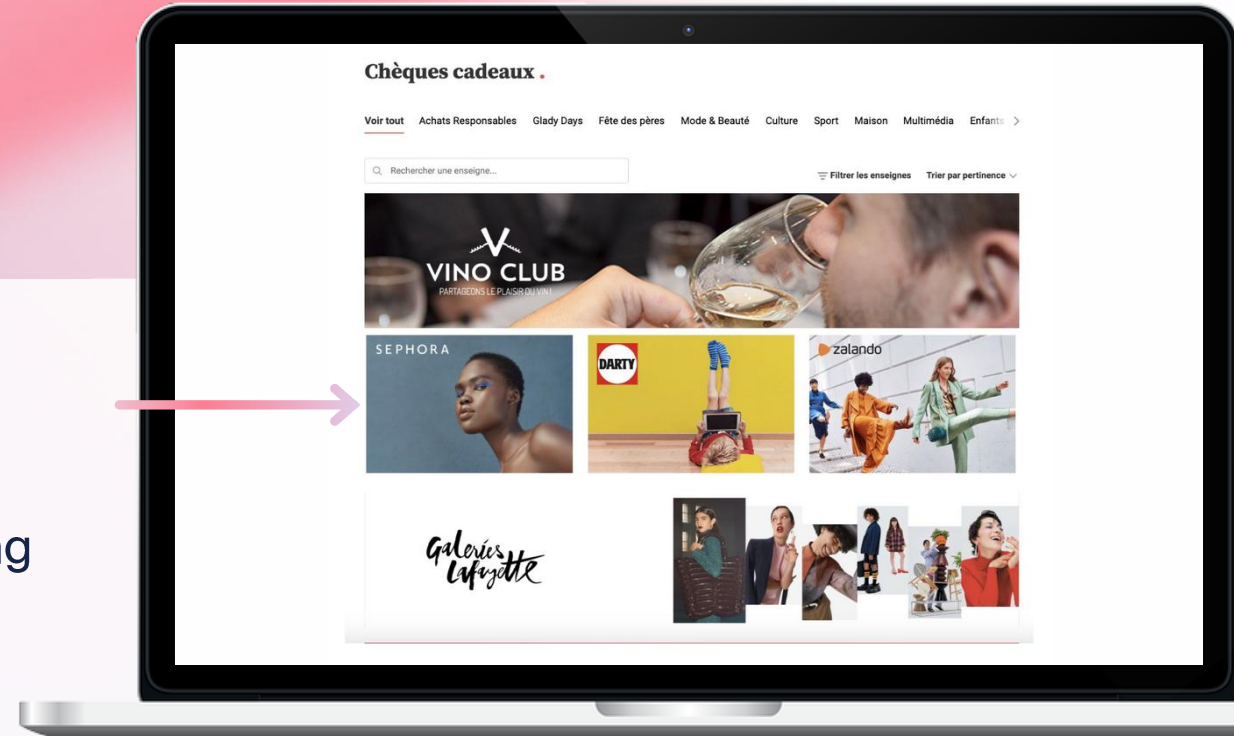 Chèques cadeaux .
Voir tout Achats Responsables Glady Days Fête des pères Mode & Beauté Culture Sport Maison Multimédia Enfants
Rechercher une enseigne...
Filtrer les enseignes Trier par pertinence
VINO CLUB
PARTAGEONS LE PLAISIR DU VIN !
SEPHORA
DARTY
zalando
ng
Galeries
Lafayette